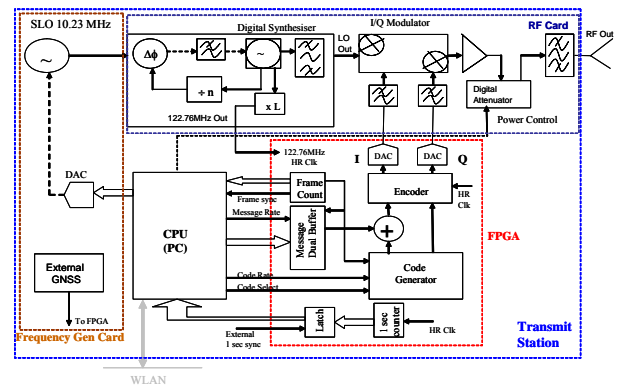 SLO 10.23 MHz
Digital Synthesiser
I/Q Modulator
RF Card
LO
Out
RF Out
Δϕ
~
~
÷ n
x L
122.76MHz Out
Digital
Attenuator
Power Control
122.76MHz
HR Clk
I
DAC
DAC
Q
DAC
Frame
Count
Encoder
HR
Clk
Frame sync
Message Rate
CPU
(PC)
Message
Dual Buffer
+
FPGA
External
GNSS
Code Rate
Code Select
Code
Generator
To FPGA
Latch
1 sec
counter
HR Clk
External
1 sec sync
Frequency Gen Card
Transmit
Station
WLAN